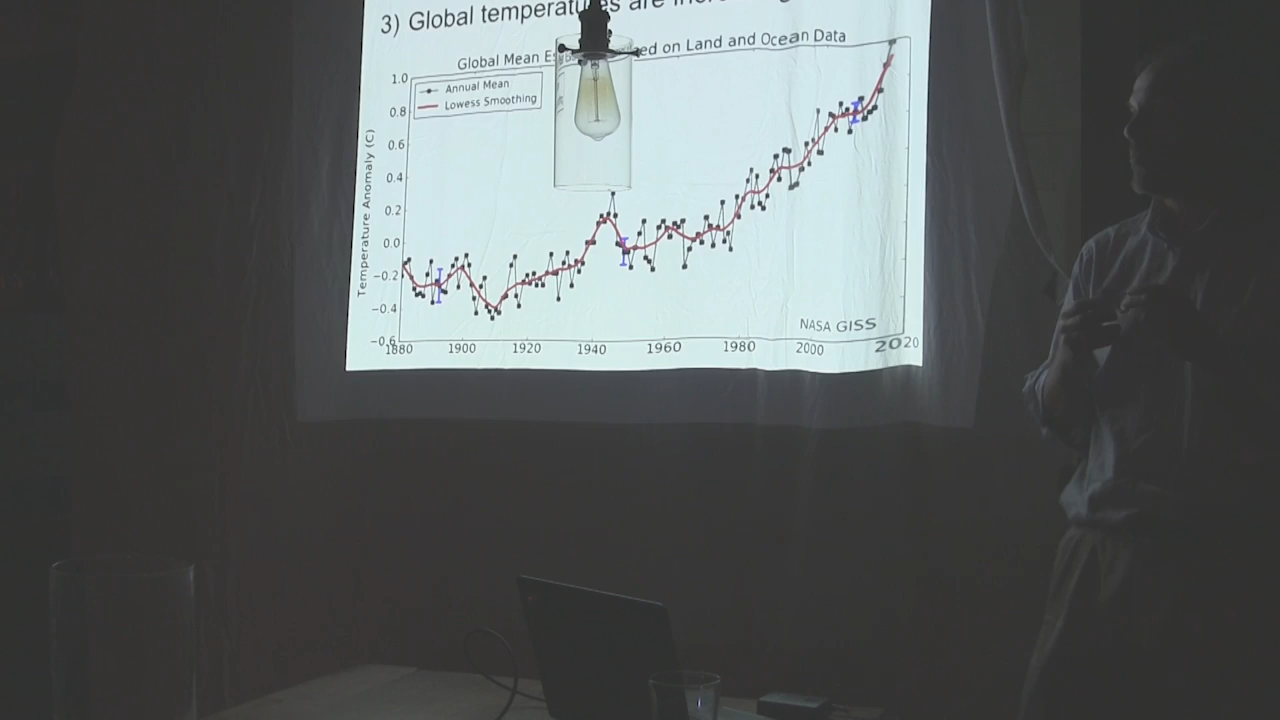 3) Global temperatures are
Global Mean on Land and Ocean Data
Annual Mean
Lowess Smoothing
Temperature Anomaly (C)
1.0
0.8
0.6
0.4
0.2
0.0
−0.2
−0.4
−0.6
1880 1900 1920 1940 1960 1980 2000 2020
NASA GISS